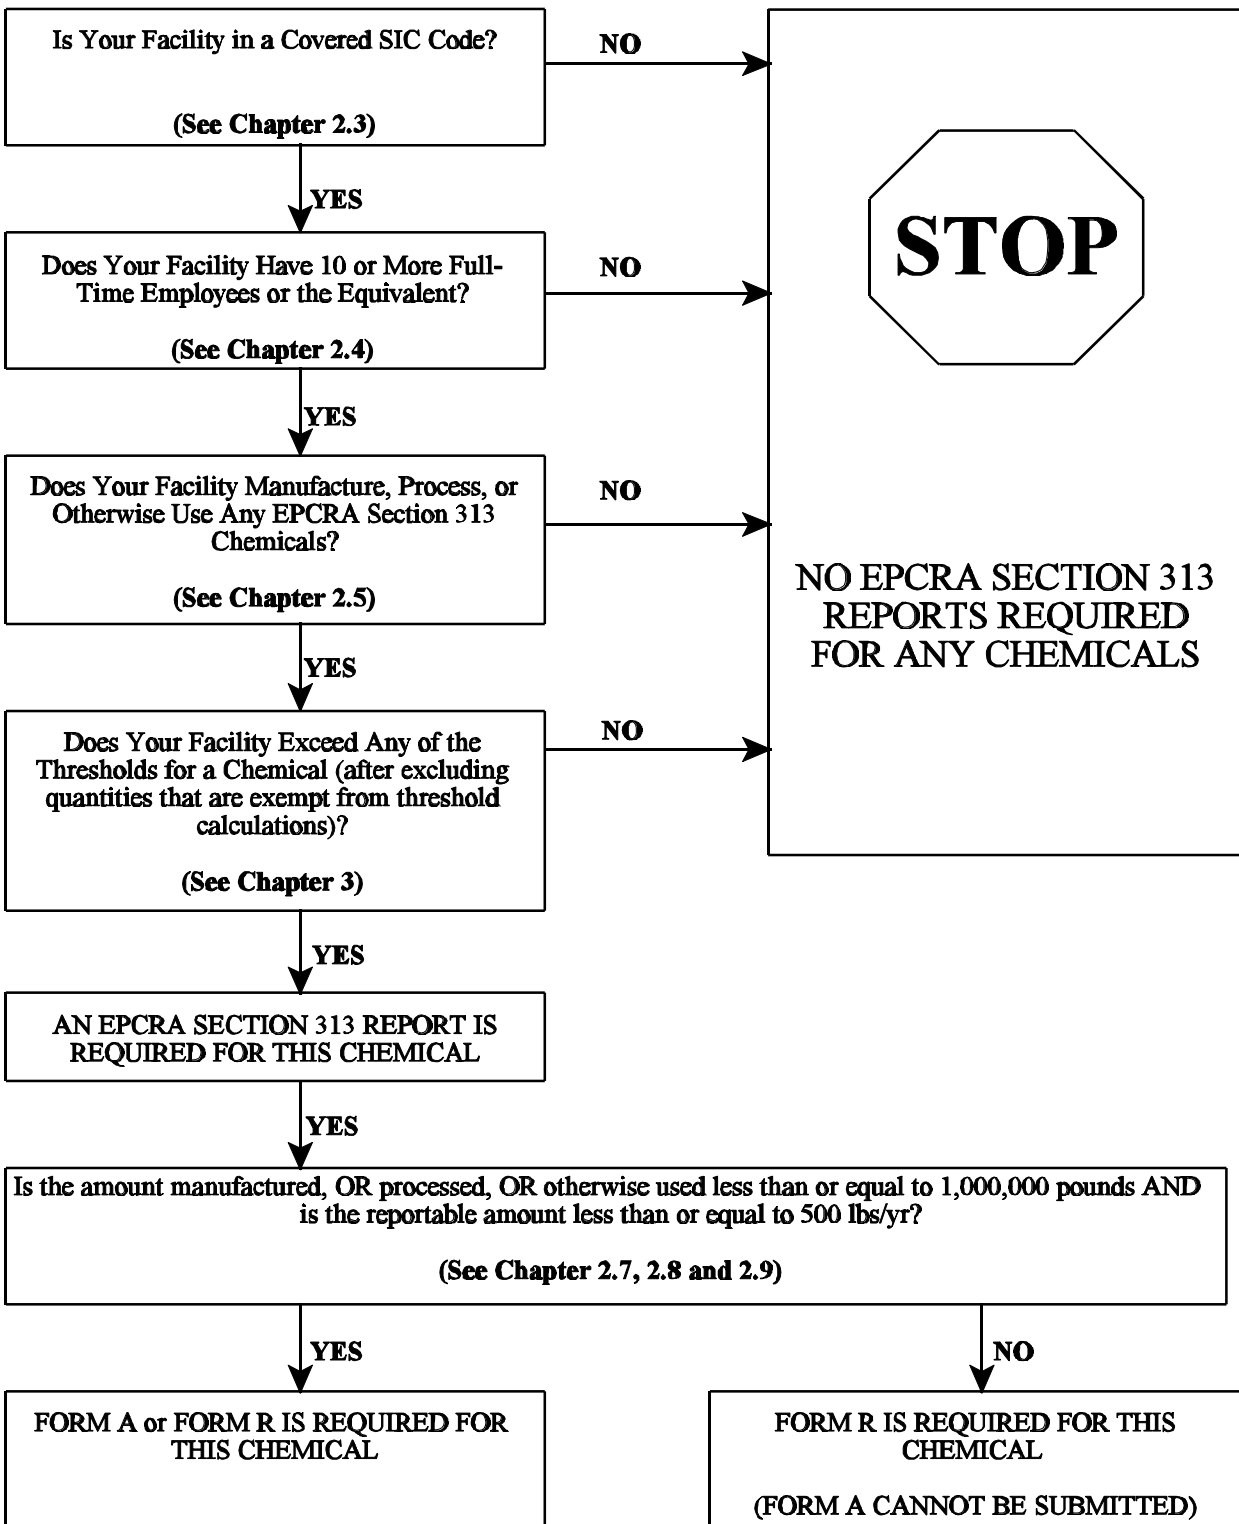 Is Your Facility in a Covered SIC Code?
(See Chapter 2.3)
NO
YES
STOP
Does Your Facility Have 10 or More Full-
Time Employees or the Equivalent?
(See Chapter 2.4)
NO
YES
Does Your Facility Manufacture, Process, or
Otherwise Use Any EPCRA Section 313
Chemicals?
(See Chapter 2.5)
NO
YES
NO EPCRA SECTION 313
REPORTS REQUIRED
FOR ANY CHEMICALS
Does Your Facility Exceed Any of the
Thresholds for a Chemical (after excluding
quantities that are exempt from threshold
calculations)?
(See Chapter 3)
NO
YES
AN EPCRA SECTION 313 REPORT IS
REQUIRED FOR THIS CHEMICAL
YES
Is the amount manufactured, OR processed, OR otherwise used less than or equal to 1,000,000 pounds AND
is the reportable amount less than or equal to 500 lbs/yr?
(See Chapter 2.7, 2.8 and 2.9)
YES
NO
FORM A or FORM R IS REQUIRED FOR
THIS CHEMICAL
FORM R IS REQUIRED FOR THIS
CHEMICAL
(FORM A CANNOT BE SUBMITTED)